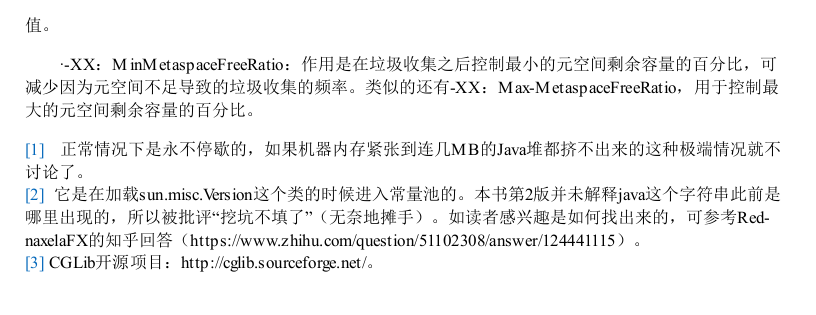 值。
·-XX：MinMetaspaceFreeRatio：作用是在垃圾收集之后控制最小的元空间剩余容量的百分比，可
减少因为元空间不足导致的垃圾收集的频率。类似的还有-XX：Max-MetaspaceFreeRatio，用于控制最
大的元空间剩余容量的百分比。
[1] 正常情况下是永不停歇的，如果机器内存紧张到连几MB的Java堆都挤不出来的这种极端情况就不
讨论了。
[2] 它是在加载sun.misc.Version这个类的时候进入常量池的。本书第2版并未解释java这个字符串此前是
哪里出现的，所以被批评“挖坑不填了”（无奈地摊手）。如读者感兴趣是如何找出来的，可参考Red-
naxelaFX的知乎回答（https://www.zhihu.com/question/51102308/answer/124441115）。
[3] CGLib开源项目：http://cglib.sourceforge.net/。